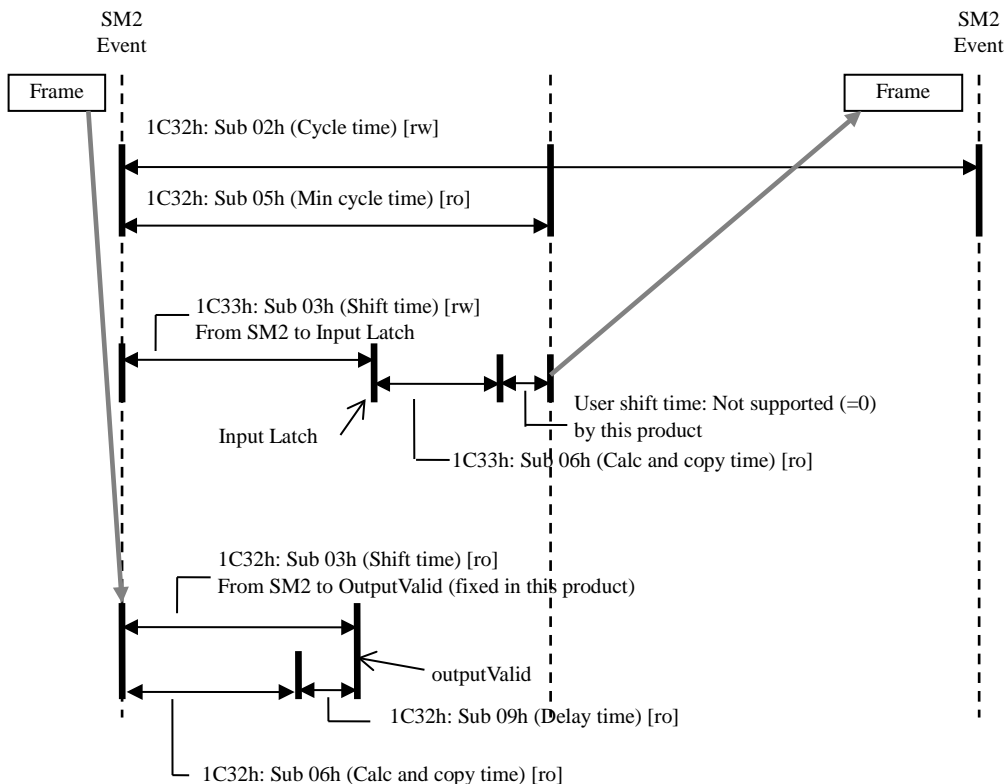 SM2
Event
SM2
Event
Frame
Frame
1C32h: Sub 02h (Cycle time) [rw]
1C32h: Sub 05h (Min cycle time) [ro]
1C33h: Sub 03h (Shift time) [rw]
From SM2 to Input Latch
User shift time: Not supported (=0)
by this product
Input Latch
1C33h: Sub 06h (Calc and copy time) [ro]
1C32h: Sub 03h (Shift time) [ro]
From SM2 to OutputValid (fixed in this product)
outputValid
1C32h: Sub 09h (Delay time) [ro]
1C32h: Sub 06h (Calc and copy time) [ro]